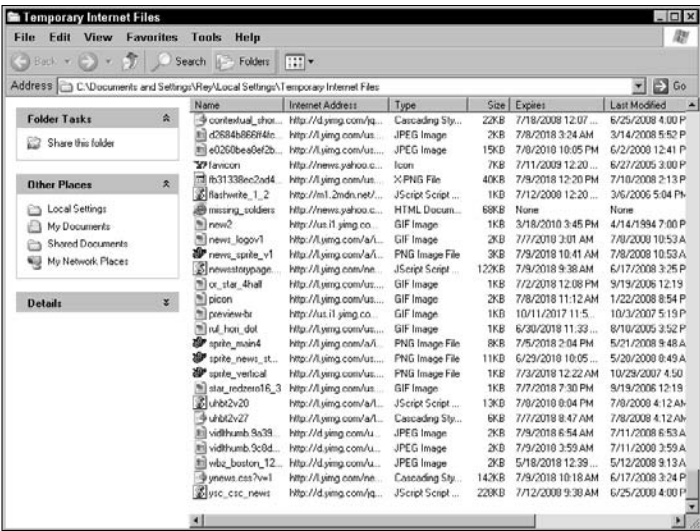 Temporary Internet Files
File Edit View Favorites Tools Help
Back Search Folders
Address C:\Documents and Settings\Rey\Local Settings\Temporary Internet Files Go
Folder Tasks
Share this folder
Other Places
Local Settings
My Documents
Shared Documents
My Network Places
Details
Name Internet Address Type Size Expires Last Modified
contextual_shor... http://d.yimg.com/jq... Cascading Sty... 22KB 7/18/2008 12:07 ... 6/25/2008 4:00 P
http://l.yimg.com/us.... JPEG Image 2KB 7/8/2018 3:24 AM 3/14/2008 5:52 P
http://l.yimg.com/us.... JPEG Image 15KB 7/8/2018 10:05 PM 6/2/2008 12:41 P
favicon http://news.yahoo.c... Icon 7KB 7/11/2009 12:20 ... 6/27/2005 3:00 P
http://l.yimg.com/us.... X-PNG File 40KB 7/9/2018 12:20 PM 7/10/2008 2:13 P
flashwrite_1_2 http://m1.2mdn.net/... JScript Script ... 1KB 7/12/2008 12:20 ... 3/6/2006 5:04 PM
missing_soldiers http://news.yahoo.c... HTML Docum... 68KB None None
new2 http://us.i1.yimg.co... GIF Image 1KB 3/18/2010 3:45 PM 4/14/1994 7:00 P
news_logov1 http://l.yimg.com/a/i... GIF Image 2KB 7/7/2018 3:01 AM 7/8/2008 10:53 A
news_sprite_v1 http://l.yimg.com/a/i... PNG Image File 3KB 7/9/2018 10:41 AM 7/8/2008 10:53 A
newsstorypage... http://l.yimg.com/ne... JScript Script ... 122KB 7/9/2018 9:38 AM 6/17/2008 3:25 P
or_star_4hall http://l.yimg.com/us.... GIF Image 1KB 7/2/2018 12:08 PM 9/19/2006 12:19
picon http://l.yimg.com/us.... GIF Image 2KB 7/8/2018 11:12 AM 1/22/2008 8:54 P
preview-br http://us.i1.yimg.co... GIF Image 1KB 10/11/2017 11:5... 10/3/2007 5:19 P
rul_hon_dot http://l.yimg.com/us.... GIF Image 1KB 6/30/2018 11:33 ... 8/10/2005 3:52 P
sprite_main4 http://l.yimg.com/a/i... PNG Image File 8KB 7/5/2018 2:04 PM 5/21/2008 9:48 A
sprite_news_st... http://l.yimg.com/us.... PNG Image File 11KB 6/29/2018 10:05 ... 5/20/2008 8:49 A
sprite_vertical http://l.yimg.com/us.... PNG Image File 1KB 7/3/2018 12:22 AM 10/29/2007 4:50
star_redzero16_3 http://l.yimg.com/us.... GIF Image 1KB 7/7/2018 7:30 PM 9/19/2006 12:19
uhbt2v20 http://l.yimg.com/a/l... JScript Script ... 13KB 7/8/2018 8:04 PM 7/8/2008 4:12 AM
uhbt2v27 http://l.yimg.com/a/l... Cascading Sty... 6KB 7/7/2018 8:47 AM 7/8/2008 4:12 AM
vidthumb.9a39... http://d.yimg.com/u... JPEG Image 2KB 7/9/2018 6:54 AM 7/11/2008 6:53 A
vidthumb.9c8d... http://d.yimg.com/u... JPEG Image 2KB 7/9/2018 3:59 AM 7/11/2008 3:59 A
wbz_boston_12... http://l.yimg.com/us.... JPEG Image 2KB 5/18/2018 12:39 ... 5/12/2008 9:13 A
ynews.css?v=1 http://l.yimg.com/ne... Cascading Sty... 142KB 7/9/2018 10:18 AM 6/17/2008 3:24 P
ysc_csc_news http://d.yimg.com/jq... JScript Script ... 228KB 7/12/2008 9:38 AM 6/25/2008 4:00 P